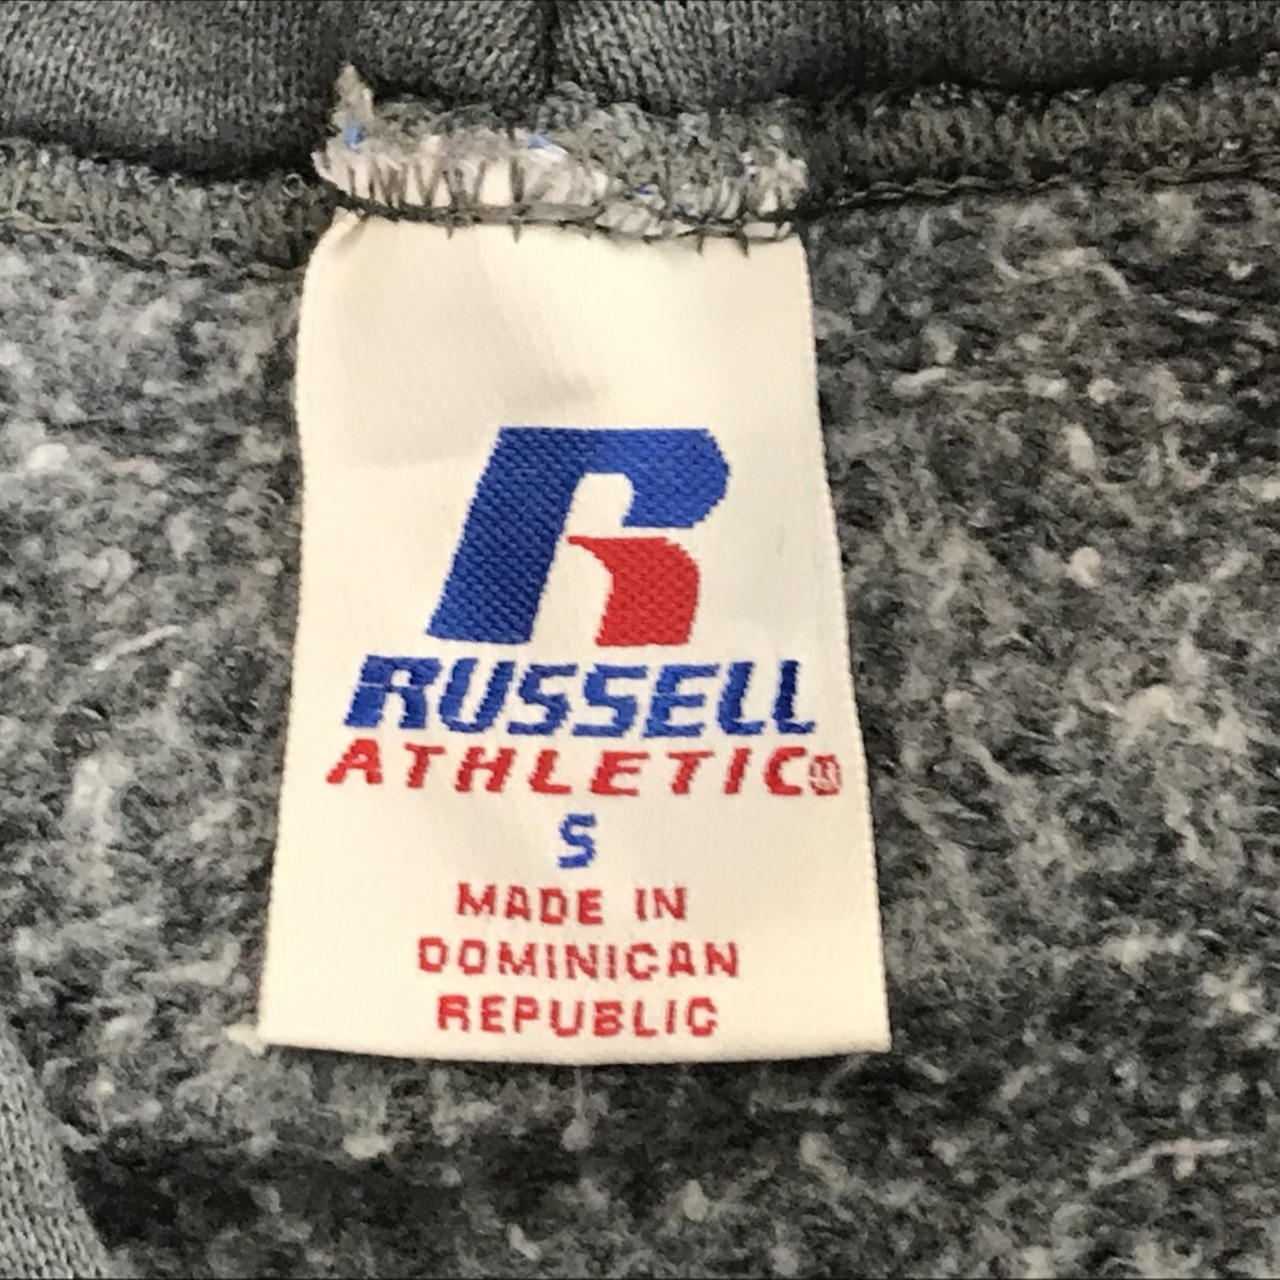 R
RUSSELL
ATHLETIC®
S
MADE IN
DOMINICAN
REPUBLIC